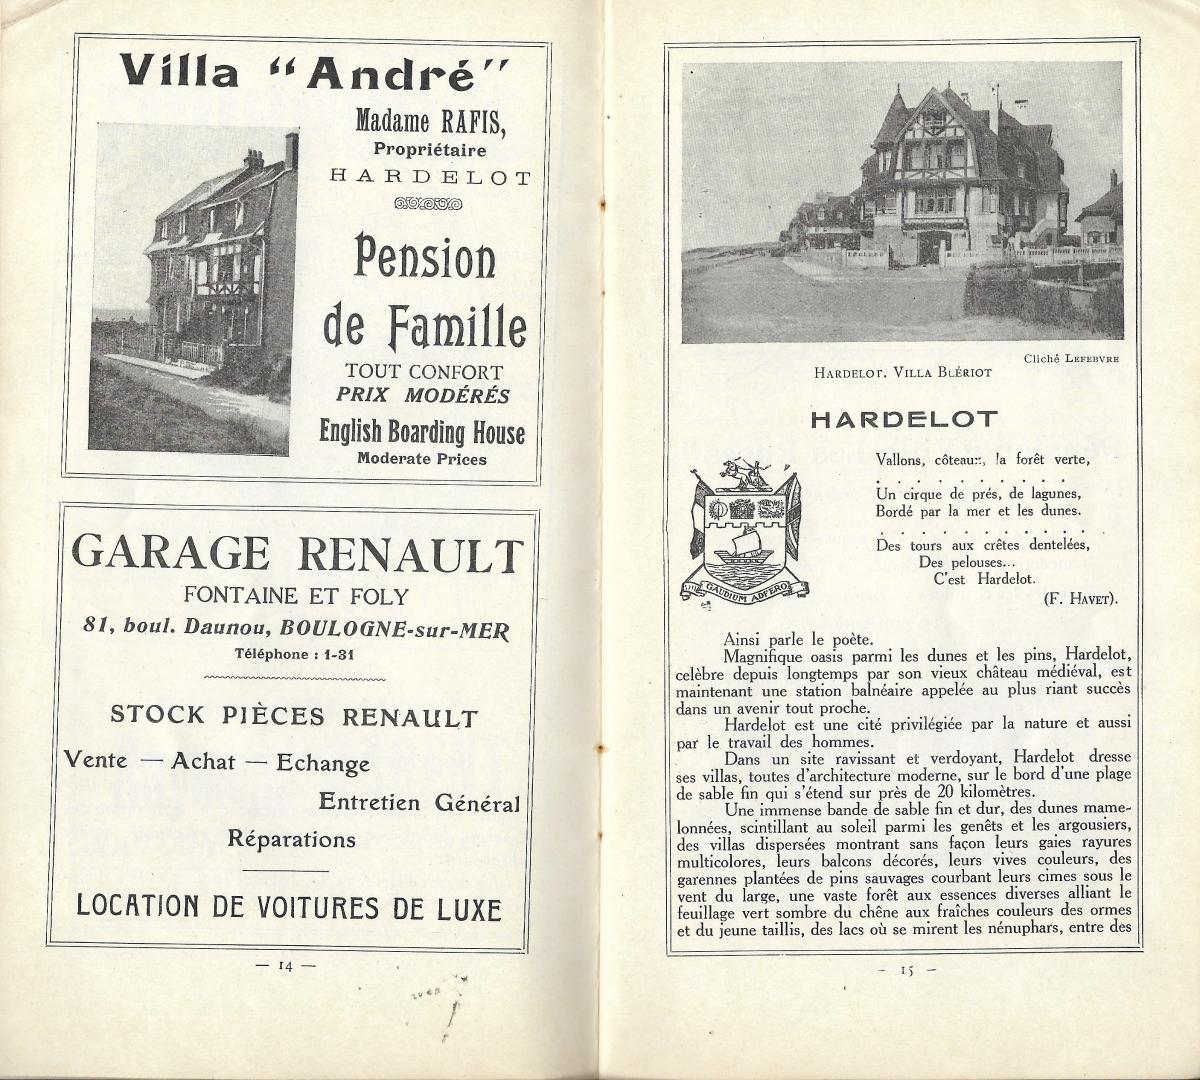 Villa "André"
Madame RAFIS,
Propriétaire
HARDELOT
Pension
de Famille
TOUT CONFORT
PRIX MODÉRÉS
English Boarding House
Moderate Prices
GARAGE RENAULT
FONTAINE ET FOLY
81, boul. Daunou, BOULOGNE-sur-MER
Téléphone : 1-31
STOCK PIÈCES RENAULT
Vente — Achat — Echange
Entretien Général
Réparations
LOCATION DE VOITURES DE LUXE
— 14 —
Cliché LEFEBVRE
HARDELOT. VILLA BLÉRIOT
HARDELOT
GAUDIUM ADFERO
Vallons, côteaux, la forêt verte,
. . . . . . . . . .
Un cirque de prés, de lagunes,
Bordé par la mer et les dunes.
. . . . . . . . . .
Des tours aux crêtes dentelées,
Des pelouses...
C'est Hardelot.
(F. HAVET).
Ainsi parle le poète.
Magnifique oasis parmi les dunes et les pins, Hardelot,
celèbre depuis longtemps par son vieux château médiéval, est
maintenant une station balnéaire appelée au plus riant succès
dans un avenir tout proche.
Hardelot est une cité privilégiée par la nature et aussi
par le travail des hommes.
Dans un site ravissant et verdoyant, Hardelot dresse
ses villas, toutes d'architecture moderne, sur le bord d'une plage
de sable fin qui s'étend sur près de 20 kilomètres.
Une immense bande de sable fin et dur, des dunes mame-
lonnées, scintillant au soleil parmi les genêts et les argousiers,
des villas dispersées montrant sans façon leurs gaies rayures
multicolores, leurs balcons décorés, leurs vives couleurs, des
garennes plantées de pins sauvages courbant leurs cimes sous le
vent du large, une vaste forêt aux essences diverses alliant le
feuillage vert sombre du chêne aux fraîches couleurs des ormes
et du jeune taillis, des lacs où se mirent les nénuphars, entre des
— 15 —